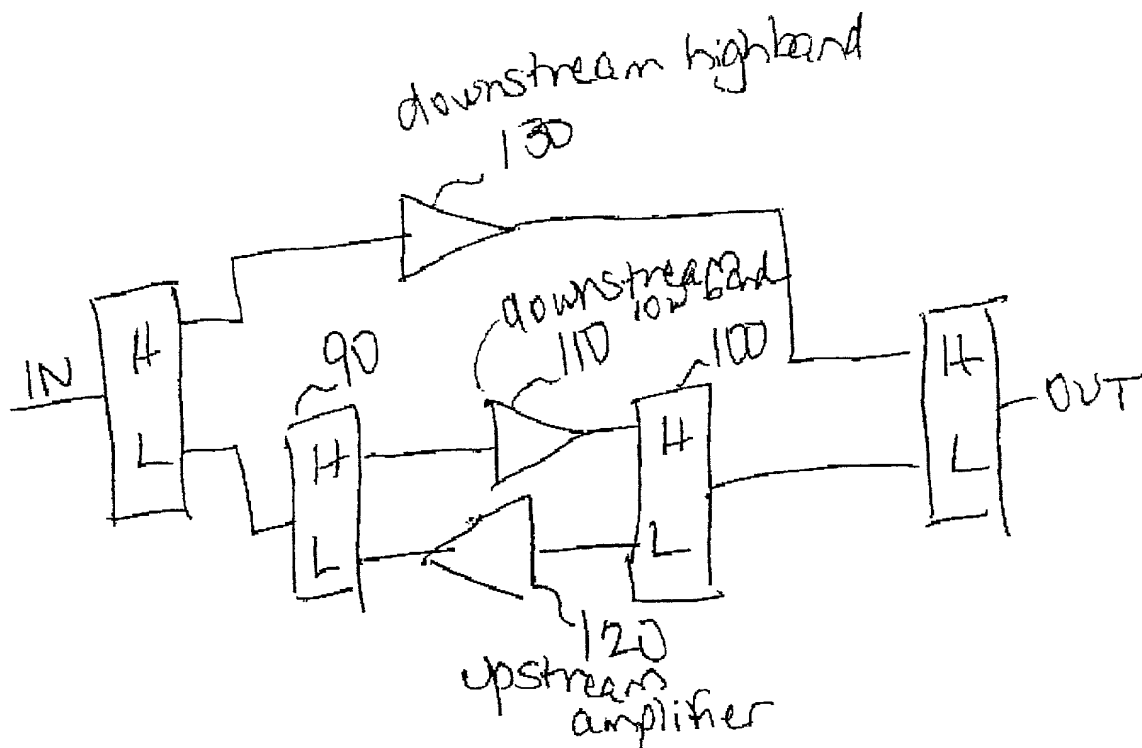 downstream highband
130
downstream
low band
110
100
90
IN
H
L
H
L
H
L
H
L
OUT
120
upstream
amplifier